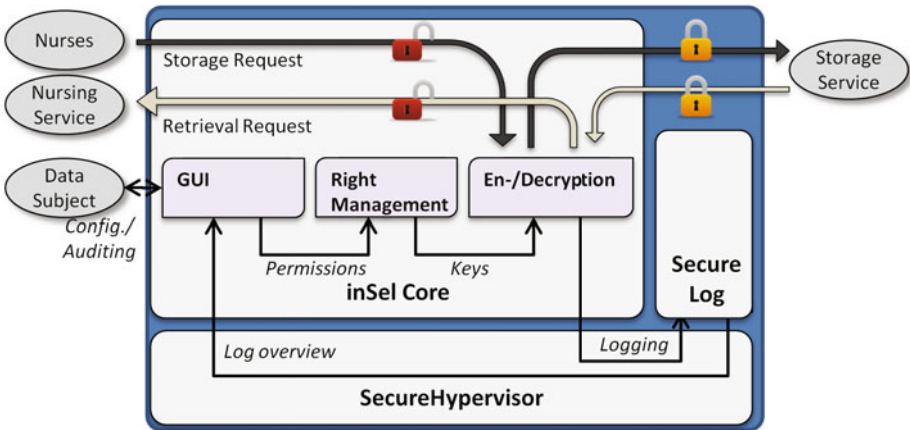 Nurses
Storage Request
Storage
Service
Nursing
Service
Retrieval Request
Data
Subject
Config./
Auditing
GUI
Right
Management
En-/Decryption
Permissions
Keys
inSel Core
Secure
Log
Log overview
Logging
SecureHypervisor